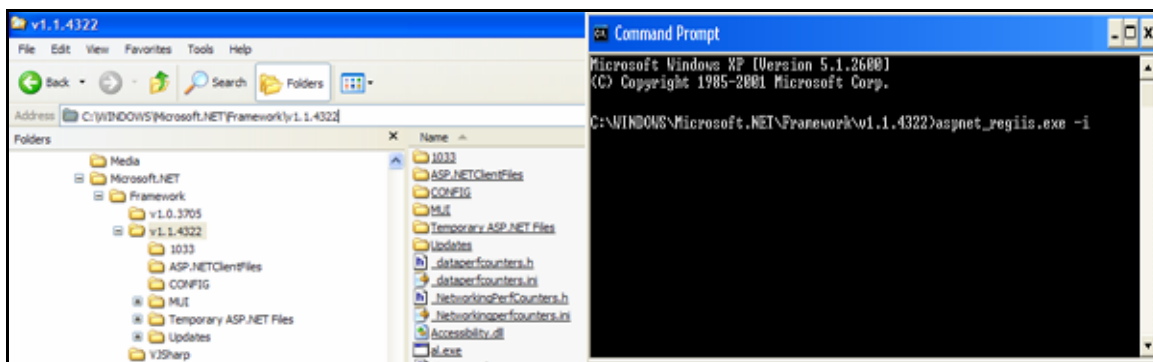 v1.1.4322
File Edit View Favorites Tools Help
Back Search Folders
Address C:\WINDOWS\Microsoft.NET\Framework\v1.1.4322
Folders
Media
Microsoft.NET
Framework
v1.0.3705
v1.1.4322
1033
ASP.NETClientFiles
CONFIG
MUI
Temporary ASP.NET Files
Updates
VJSharp
Name
1033
ASP.NETClientFiles
CONFIG
MUI
Temporary ASP.NET Files
Updates
_dataperfcounters.h
_dataperfcounters.ini
_NetworkingPerfCounters.h
_Networkingperfcounters.ini
Accessibility.dll
al.exe
Command Prompt
Microsoft Windows XP [Version 5.1.2600]
(C) Copyright 1985-2001 Microsoft Corp.
C:\WINDOWS\Microsoft.NET\Framework\v1.1.4322>aspnet_regiis.exe -i